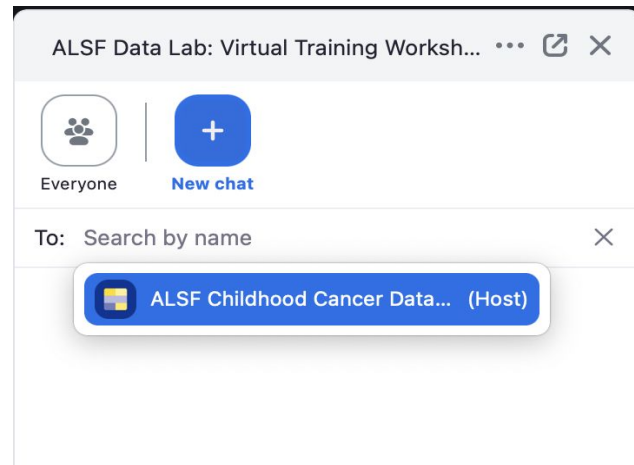 ALSF Data Lab: Virtual Training Worksh...
Everyone
New chat
To: Search by name
ALSF Childhood Cancer Data... (Host)